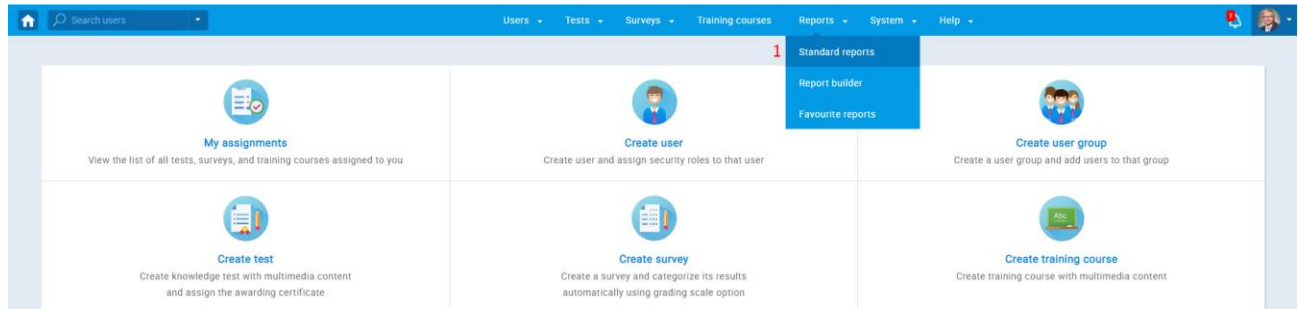 Search users
Users Tests Surveys Training courses Reports System Help
7
1
Standard reports
Report builder
Favourite reports
My assignments
View the list of all tests, surveys, and training courses assigned to you
Create user
Create user and assign security roles to that user
Create user group
Create a user group and add users to that group
Create test
Create knowledge test with multimedia content
and assign the awarding certificate
Create survey
Create a survey and categorize its results
automatically using grading scale option
Abc
Create training course
Create training course with multimedia content